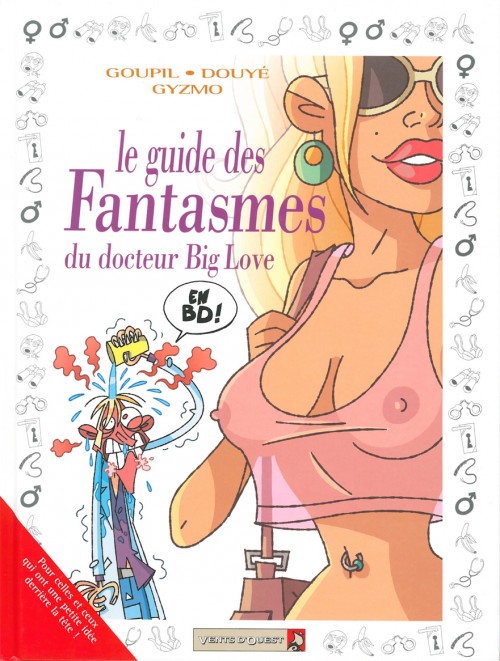 GOUPIL • DOUYÉ
GYZMO
le guide des
Fantasmes
du docteur Big Love
EN
BD!
Pour celles et ceux
qui ont une petite idée
derrière la tête !
VENTS D'OUEST